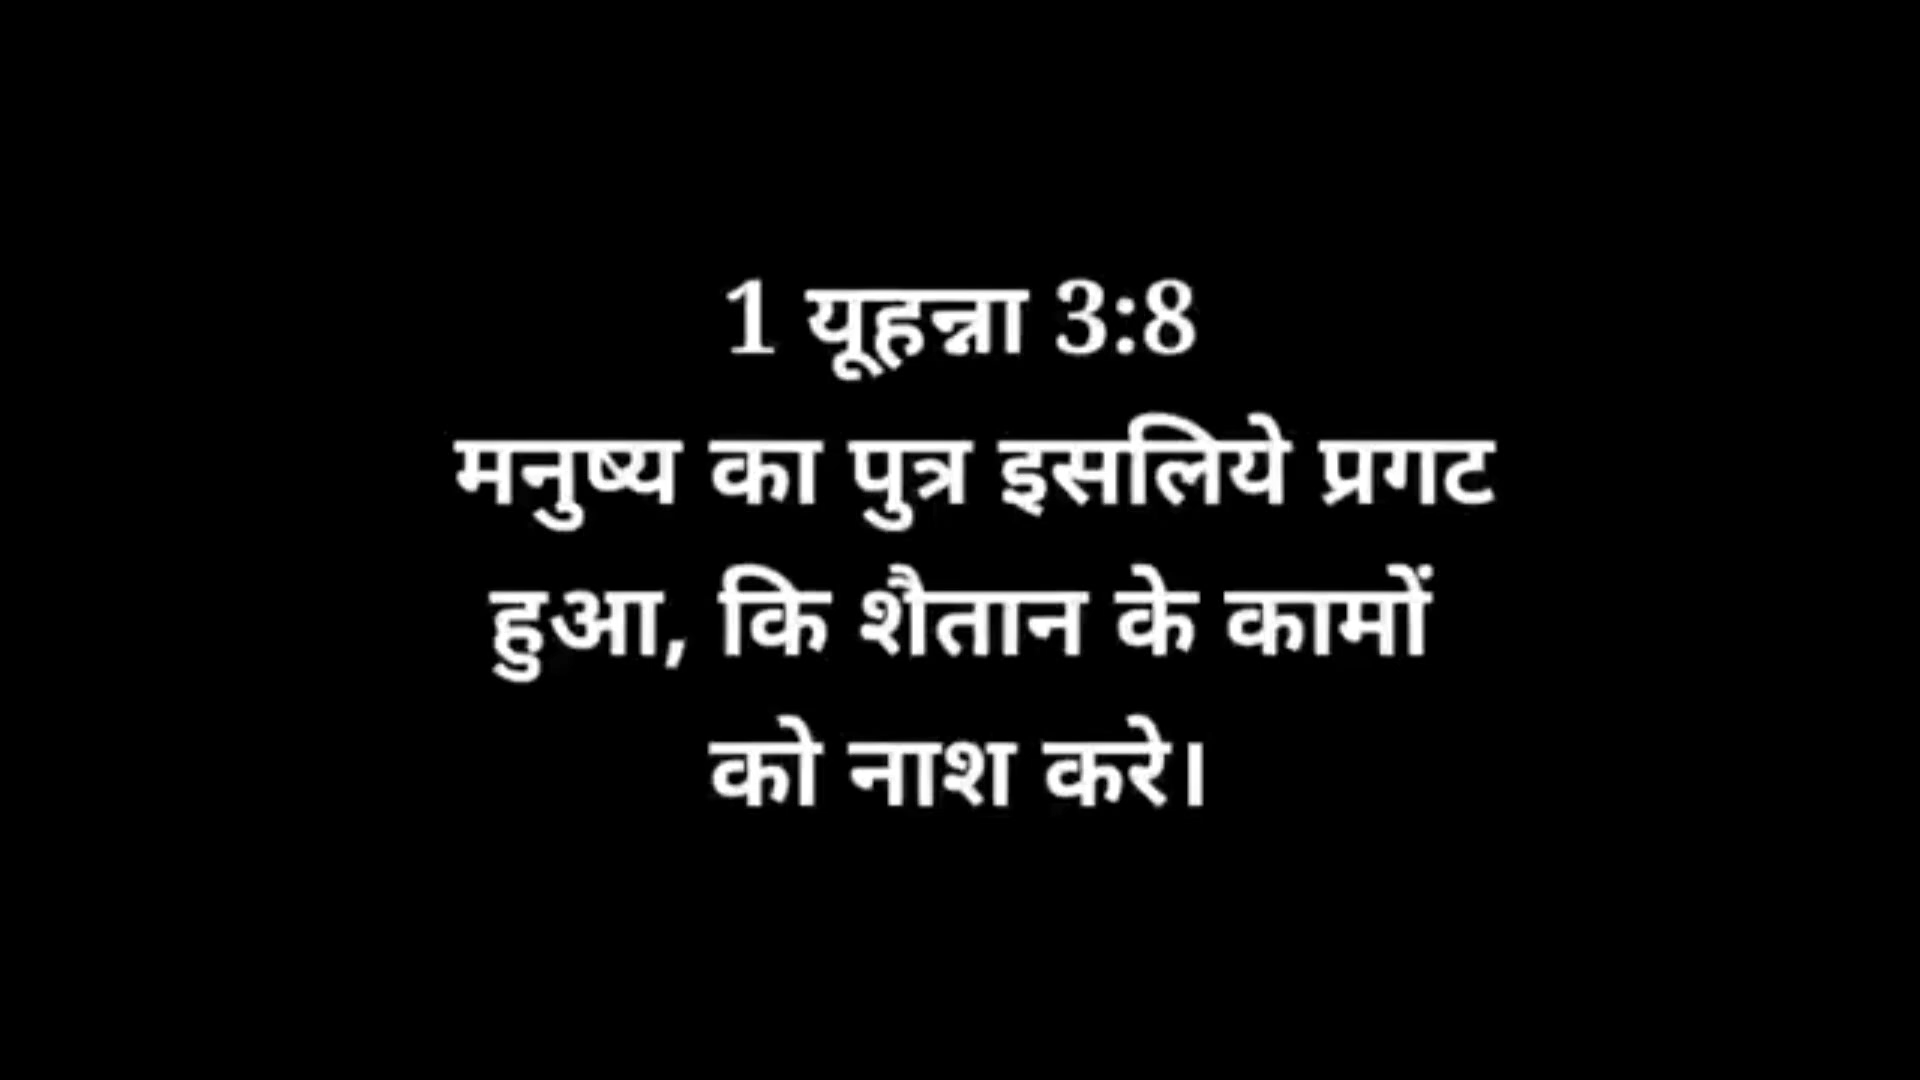 1 यूहन्ना 3:8
मनुष्य का पुत्र इसलिये प्रगट
हुआ, कि शैतान के कामों
को नाश करे।